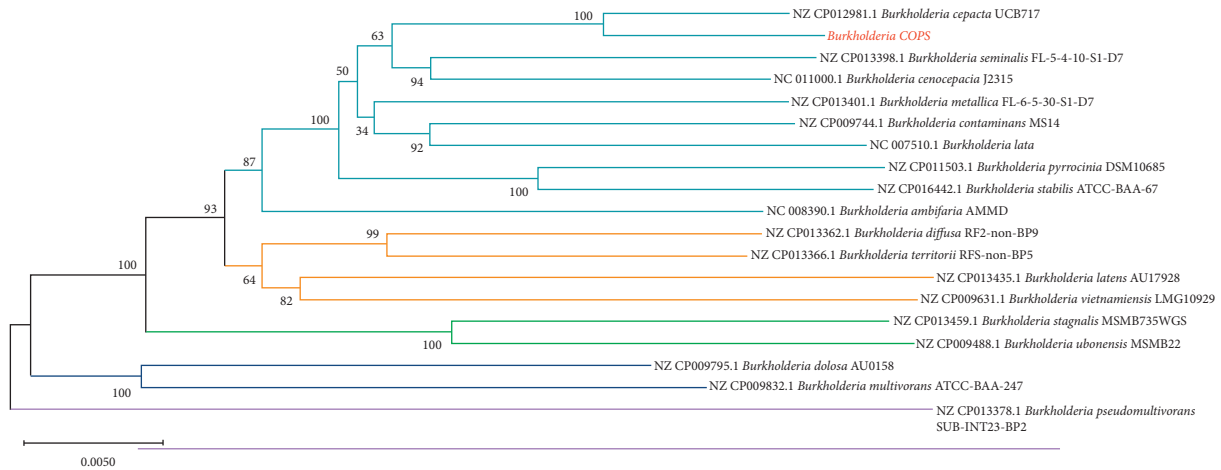 100
NZ CP012981.1 Burkholderia cepacta UCB717
Burkholderia COPS
63
NZ CP013398.1 Burkholderia seminalis FL-5-4-10-S1-D7
94
NC 011000.1 Burkholderia cenocepacia J2315
50
NZ CP013401.1 Burkholderia metallica FL-6-5-30-S1-D7
100
34
NZ CP009744.1 Burkholderia contaminans MS14
92
NC 007510.1 Burkholderia lata
87
NZ CP011503.1 Burkholderia pyrrocinia DSM10685
100
NZ CP016442.1 Burkholderia stabilis ATCC-BAA-67
93
NC 008390.1 Burkholderia ambifaria AMMD
99
NZ CP013362.1 Burkholderia diffusa RF2-non-BP9
NZ CP013366.1 Burkholderia territorii RFS-non-BP5
100
64
NZ CP013435.1 Burkholderia latens AU17928
82
NZ CP009631.1 Burkholderia vietnamiensis LMG10929
NZ CP013459.1 Burkholderia stagnalis MSMB735WGS
100
NZ CP009488.1 Burkholderia ubonensis MSMB22
NZ CP009795.1 Burkholderia dolosa AU0158
100
NZ CP009832.1 Burkholderia multivorans ATCC-BAA-247
NZ CP013378.1 Burkholderia pseudomultivorans
SUB-INT23-BP2
0.0050